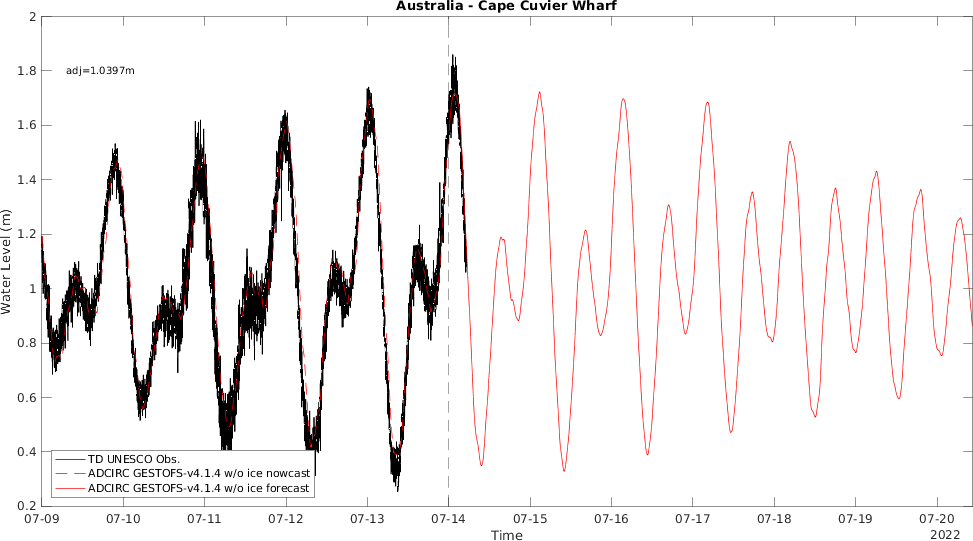 Australia - Cape Cuvier Wharf
adj=1.0397m
Water Level (m)
2
1.8
1.6
1.4
1.2
1
0.8
0.6
0.4
0.2
TD UNESCO Obs.
ADCIRC GESTOFS-v4.1.4 w/o ice nowcast
ADCIRC GESTOFS-v4.1.4 w/o ice forecast
07-09 07-10 07-11 07-12 07-13 07-14 07-15 07-16 07-17 07-18 07-19 07-20
Time
2022